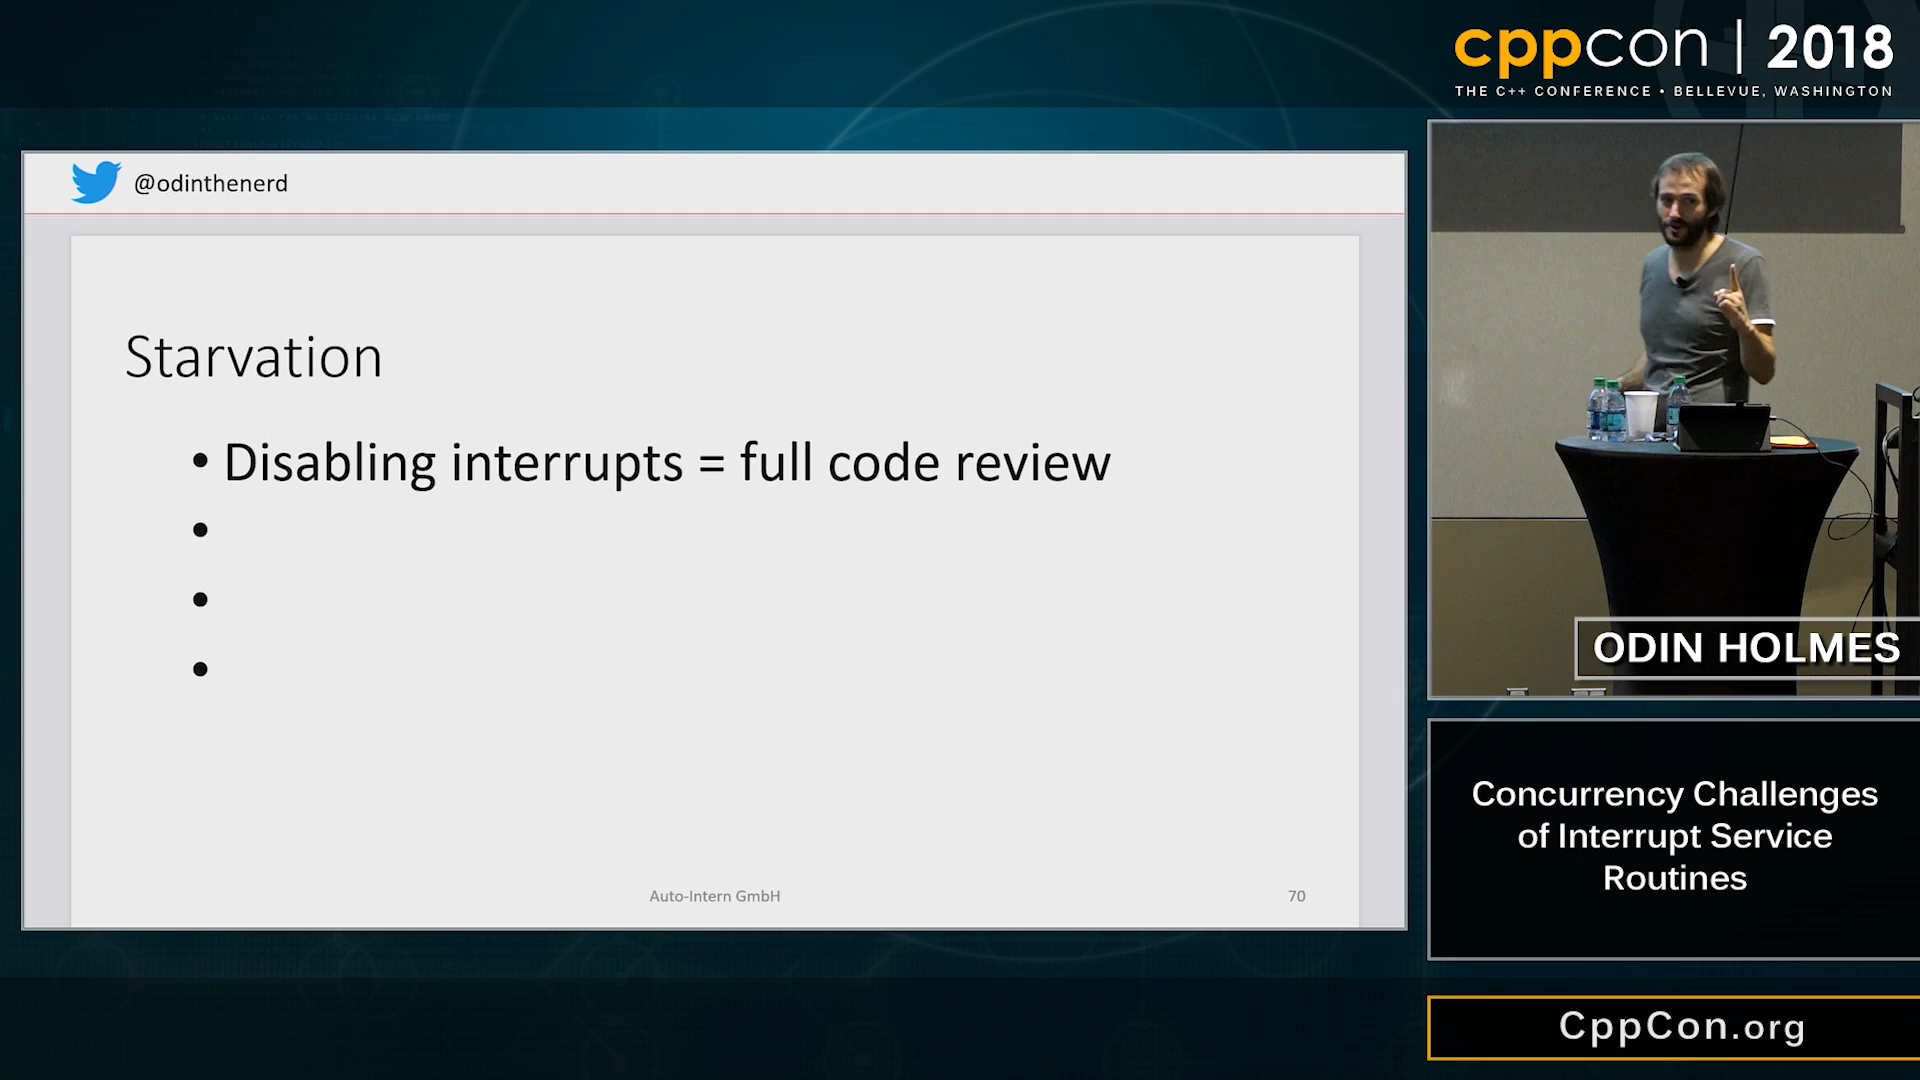 cppcon | 2018
THE C++ CONFERENCE • BELLEVUE, WASHINGTON
@odinthenerd
Starvation
• Disabling interrupts = full code review
•
•
•
Auto-Intern GmbH
70
ODIN HOLMES
Concurrency Challenges
of Interrupt Service
Routines
CppCon.org